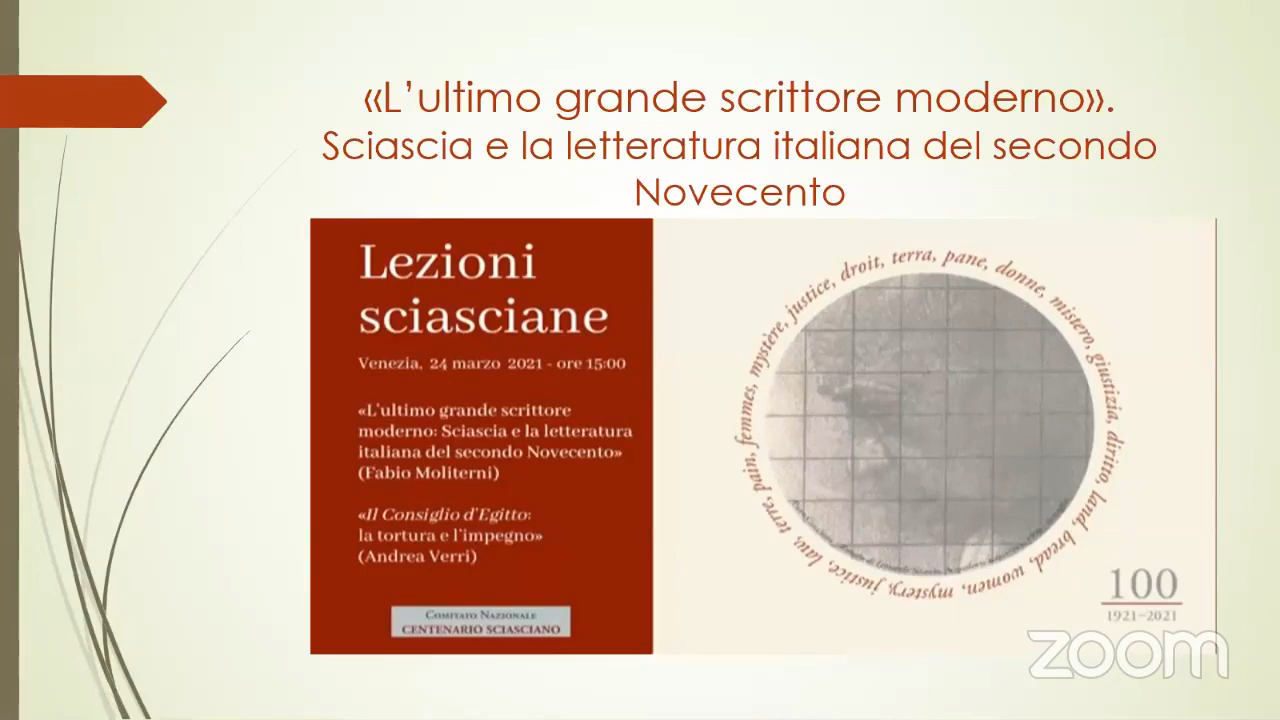 «L’ultimo grande scrittore moderno».
Sciascia e la letteratura italiana del secondo
Novecento
Lezioni
sciasciane
Venezia, 24 marzo 2021 - ore 15:00
«L’ultimo grande scrittore
moderno: Sciascia e la letteratura
italiana del secondo Novecento»
(Fabio Moliterni)
«Il Consiglio d’Egitto:
la tortura e l’impegno»
(Andrea Verri)
COMITATO NAZIONALE
CENTENARIO SCIASCIANO
terre, pain, femmes, mystère, justice, droit, terra, pane, donne, mistero, giustizia, diritto, land, bread, women, mystery, justice, law,
100
1921–2021
zoom